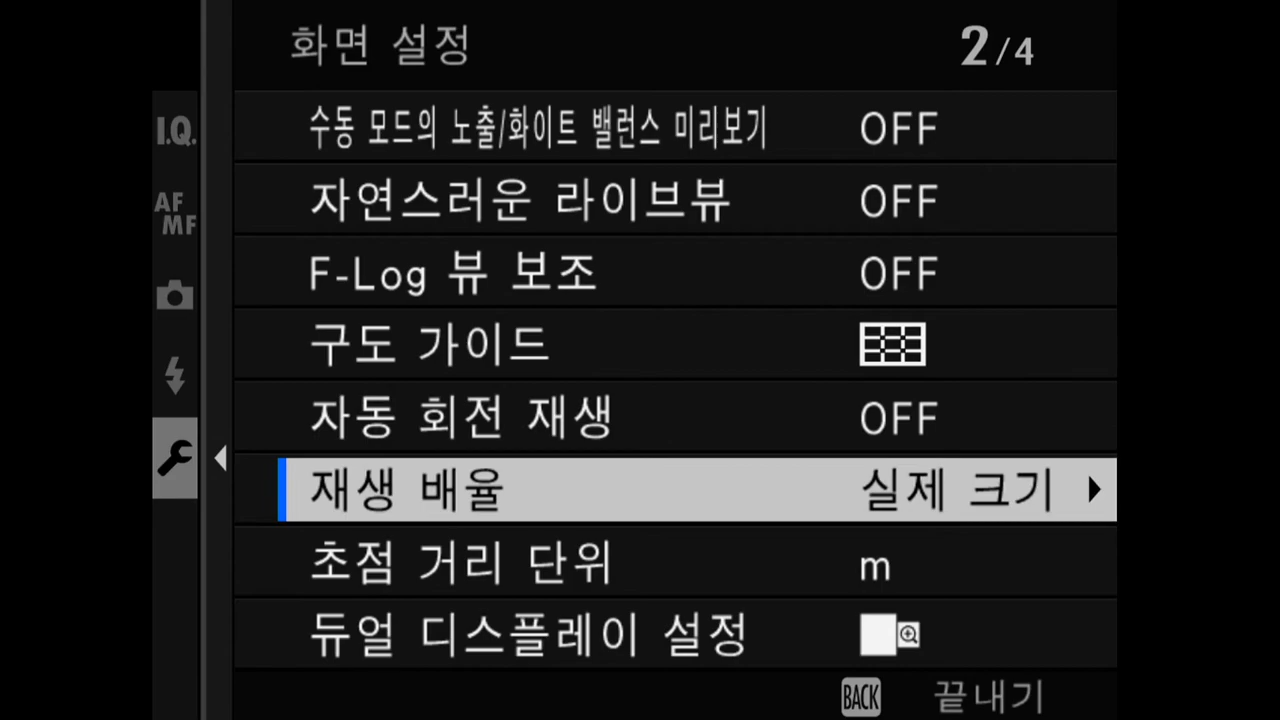 화면 설정 2/4
I.Q.
수동 모드의 노출/화이트 밸런스 미리보기 OFF
AF
MF
자연스러운 라이브뷰 OFF
F-Log 뷰 보조 OFF
구도 가이드
자동 회전 재생 OFF
재생 배율 실제 크기
초점 거리 단위 m
듀얼 디스플레이 설정
BACK 끝내기